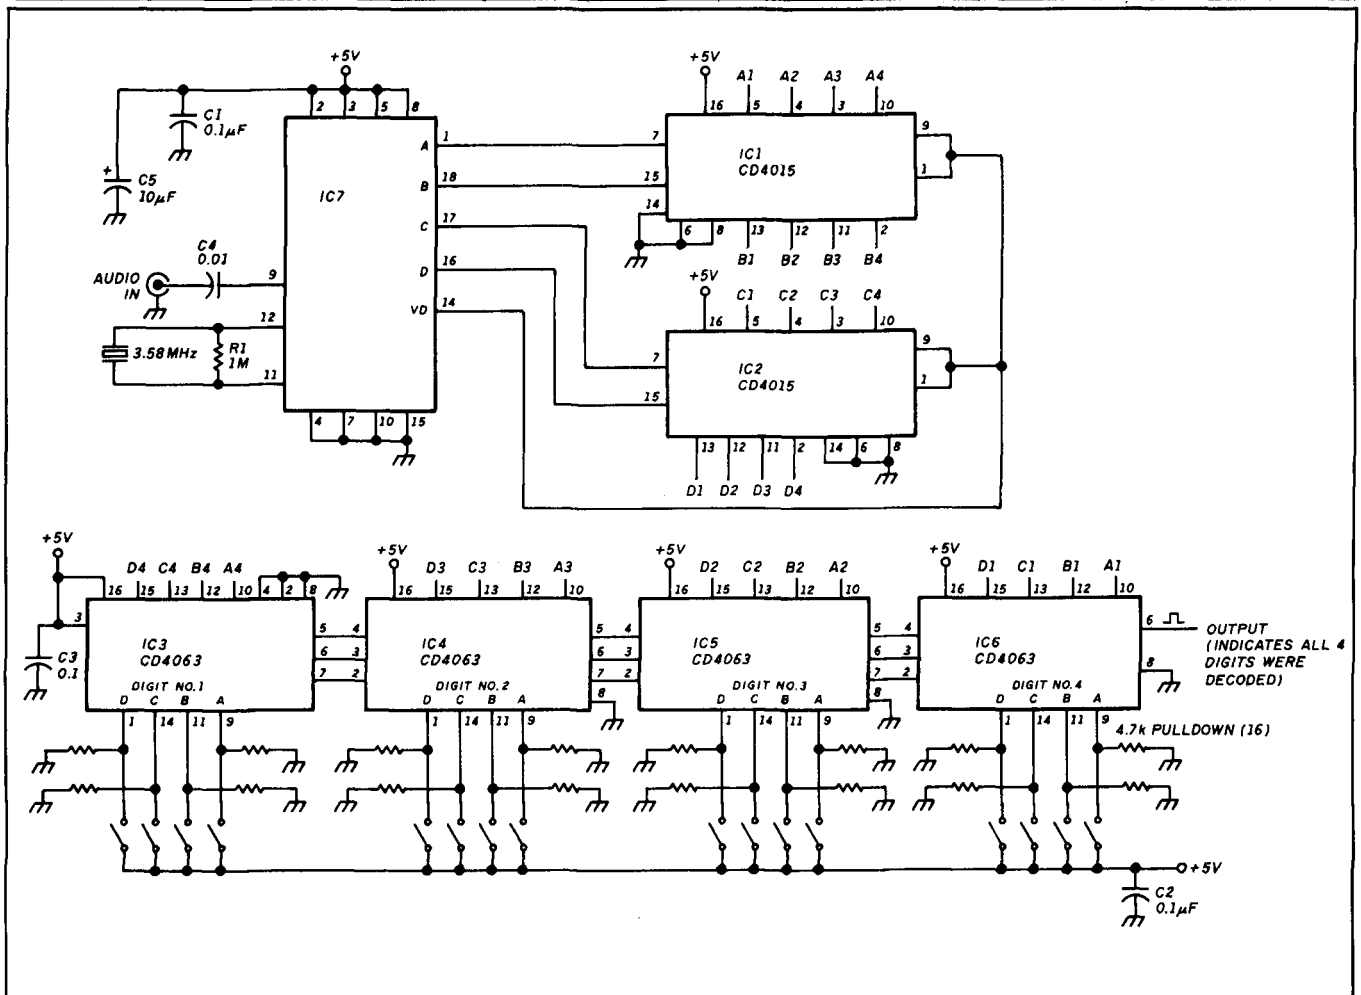 +5V
C1
0.1µF
+
C5
10µF
2 3 5 8
IC7
A 1
B 18
C 17
D 16
VD 14
C4
0.01
AUDIO
IN
9
12
3.58MHz
R1
1M
11
4 7 10 15
+5V
A1 A2 A3 A4
16 5 4 3 10
7
15
14
IC1
CD4015
9
1
6 8 13 12 11 2
B1 B2 B3 B4
+5V
C1 C2 C3 C4
16 5 4 3 10
7
15
IC2
CD4015
9
1
13 12 11 2 14 6 8
D1 D2 D3 D4
+5V
D4 C4 B4 A4
16 15 13 12 10 4 2 8
3
C3
0.1
IC3
CD4063
DIGIT NO.1
D C B A
1 14 11 9
5 4
6 3
7 2
+5V
D3 C3 B3 A3
16 15 13 12 10
IC4
CD4063
DIGIT NO.2
D C B A
1 14 11 9
5 4
6 3
7 2
8
+5V
D2 C2 B2 A2
16 15 13 12 10
IC5
CD4063
DIGIT NO.3
D C B A
1 14 11 9
5 4
6 3
7 2
8
+5V
D1 C1 B1 A1
16 15 13 12 10
IC6
CD4063
DIGIT NO.4
D C B A
1 14 11 9
6
8
OUTPUT
(INDICATES ALL 4
DIGITS WERE
DECODED)
4.7k PULLDOWN (16)
+5V
C2
0.1µF